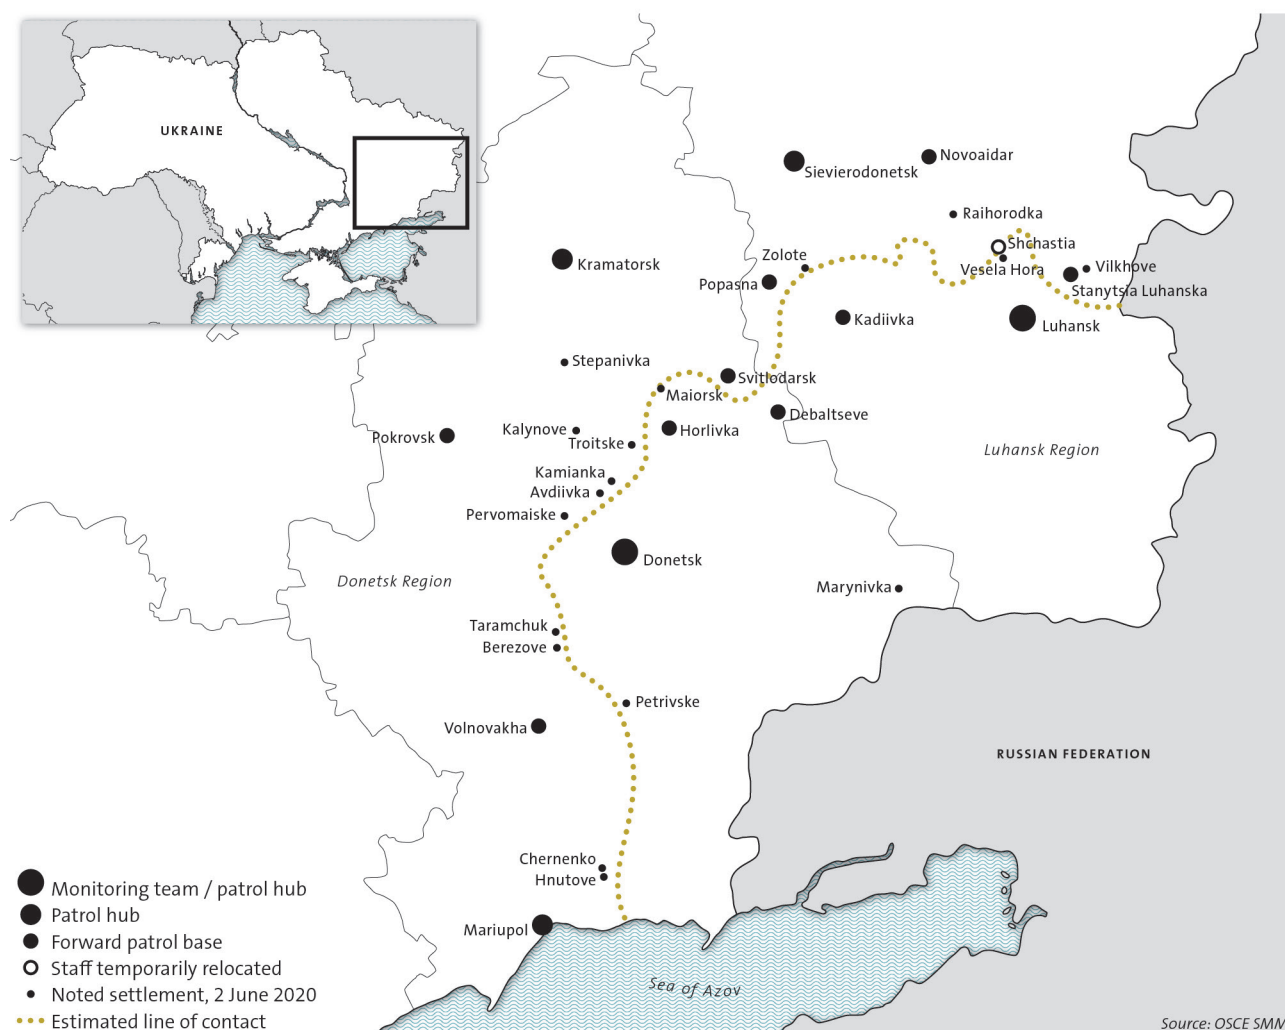 UKRAINE
Novoaidar
Sievierodonetsk
Raihorodka
Shchastia
Zolote
Vesela Hora
Vilkhove
Kramatorsk
Popasna
Stanytsia Luhanska
Kadiivka
Luhansk
Stepanivka
Svitlodarsk
Maiorsk
Debaltseve
Pokrovsk
Kalynove
Horlivka
Troitske
Luhansk Region
Kamianka
Avdiivka
Pervomaiske
Donetsk
Donetsk Region
Marynivka
Taramchuk
Berezove
Petrivske
Volnovakha
RUSSIAN FEDERATION
Chernenko
Hnutove
Mariupol
Sea of Azov
Monitoring team / patrol hub
Patrol hub
Forward patrol base
Staff temporarily relocated
Noted settlement, 2 June 2020
Estimated line of contact
Source: OSCE SMM